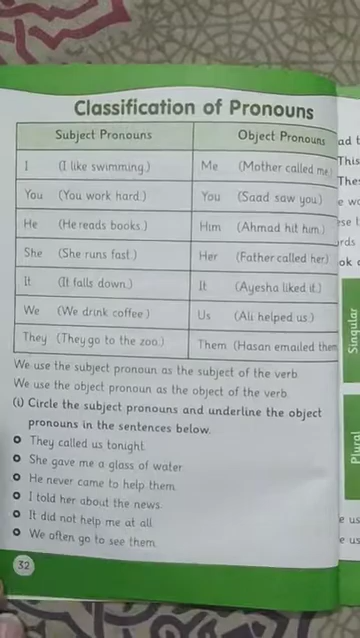 Classification of Pronouns
Subject Pronouns Object Pronouns
I (I like swimming.) Me (Mother called me.)
You (You work hard.) You (Saad saw you.)
He (He reads books.) Him (Ahmad hit him.)
She (She runs fast.) Her (Father called her.)
It (It falls down.) It (Ayesha liked it.)
We (We drink coffee.) Us (Ali helped us.)
They (They go to the zoo.) Them (Hasan emailed them
We use the subject pronoun as the subject of the verb.
We use the object pronoun as the object of the verb.
(i) Circle the subject pronouns and underline the object
pronouns in the sentences below.
They called us tonight.
She gave me a glass of water.
He never came to help them.
I told her about the news.
It did not help me at all.
We often go to see them.
32
This
Singular
Plural